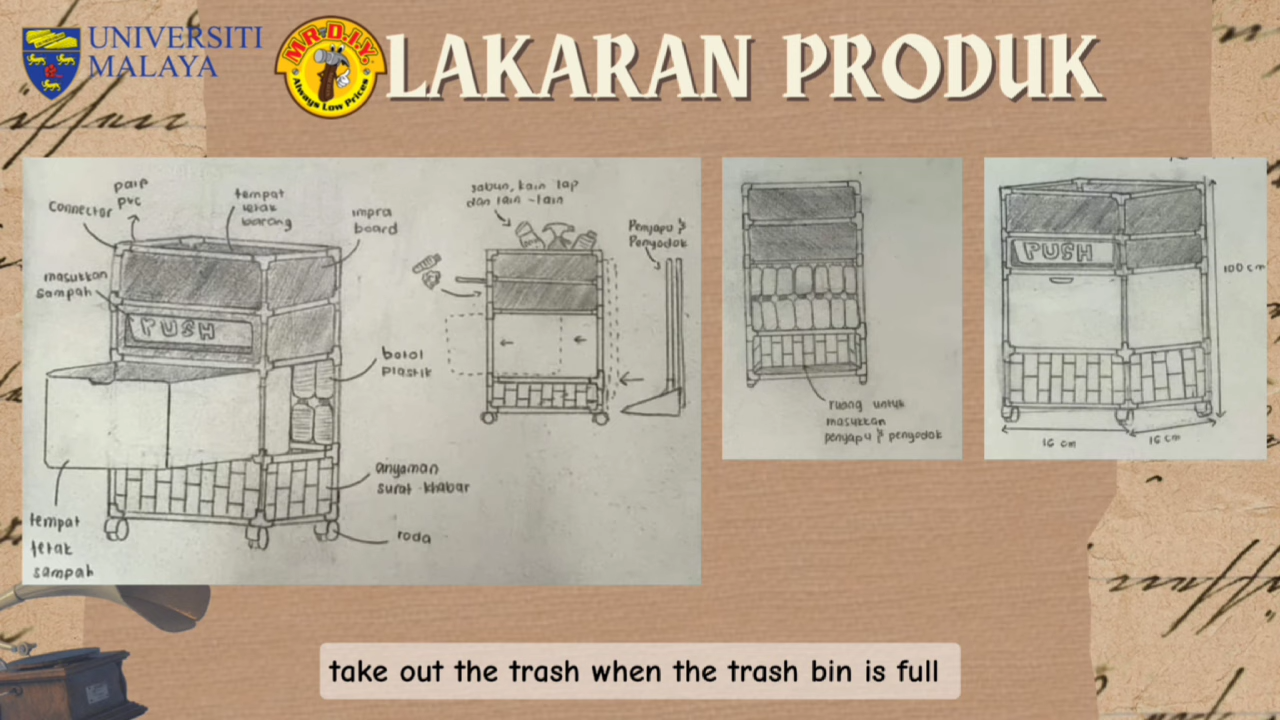 UNIVERSITI
MALAYA
MR.D.I.Y.
Always Low Prices
LAKARAN PRODUK
paip
pvc
Connector
tempat
letak
barang
impra
board
masukkan
sampah
PUSH
botol
plastik
anyaman
surat khabar
roda
tempat
letak
sampah
sabun, kain lap
dan lain-lain
Penyapu &
Penyodok
ruang untuk
masukkan
penyapu & penyodok
PUSH
100 cm
16 cm
16 cm
take out the trash when the trash bin is full